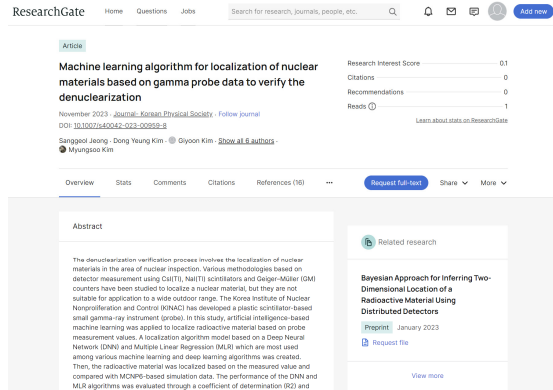 ResearchGate
Home
Questions
Jobs
Search for research, journals, people, etc.
Add new
Article
Machine learning algorithm for localization of nuclear
materials based on gamma probe data to verify the
denuclearization
November 2023 · Journal- Korean Physical Society · Follow journal
DOI: 10.1007/s40042-023-00959-8
Sanggeol Jeong · Dong Yeung Kim · Giyoon Kim · Show all 6 authors ·
Myungsoo Kim
Research Interest Score 0.1
Citations 0
Recommendations 0
Reads 1
Learn about stats on ResearchGate
Overview
Stats
Comments
Citations
References (16)
Request full-text
Share
More
Abstract
The denuclearization verification process involves the localization of nuclear
materials in the area of nuclear inspection. Various methodologies based on
detector measurement using CsI(Tl), NaI(Tl) scintillators and Geiger-Müller (GM)
counters have been studied to localize a nuclear material, but they are not
suitable for application to a wide outdoor range. The Korea Institute of Nuclear
Nonproliferation and Control (KINAC) has developed a plastic scintillator-based
small gamma-ray instrument (probe). In this study, artificial intelligence-based
machine learning was applied to localize radioactive material based on probe
measurement values. A localization algorithm model based on a Deep Neural
Network (DNN) and Multiple Linear Regression (MLR) which are most used
among various machine learning and deep learning algorithms was created.
Then, the radioactive material was localized based on the measured value and
compared with MCNP6-based simulation data. The performance of the DNN and
MLR algorithms was evaluated through a coefficient of determination (R2) and
Related research
Bayesian Approach for Inferring Two-
Dimensional Location of a
Radioactive Material Using
Distributed Detectors
Preprint January 2023
Request file
View more